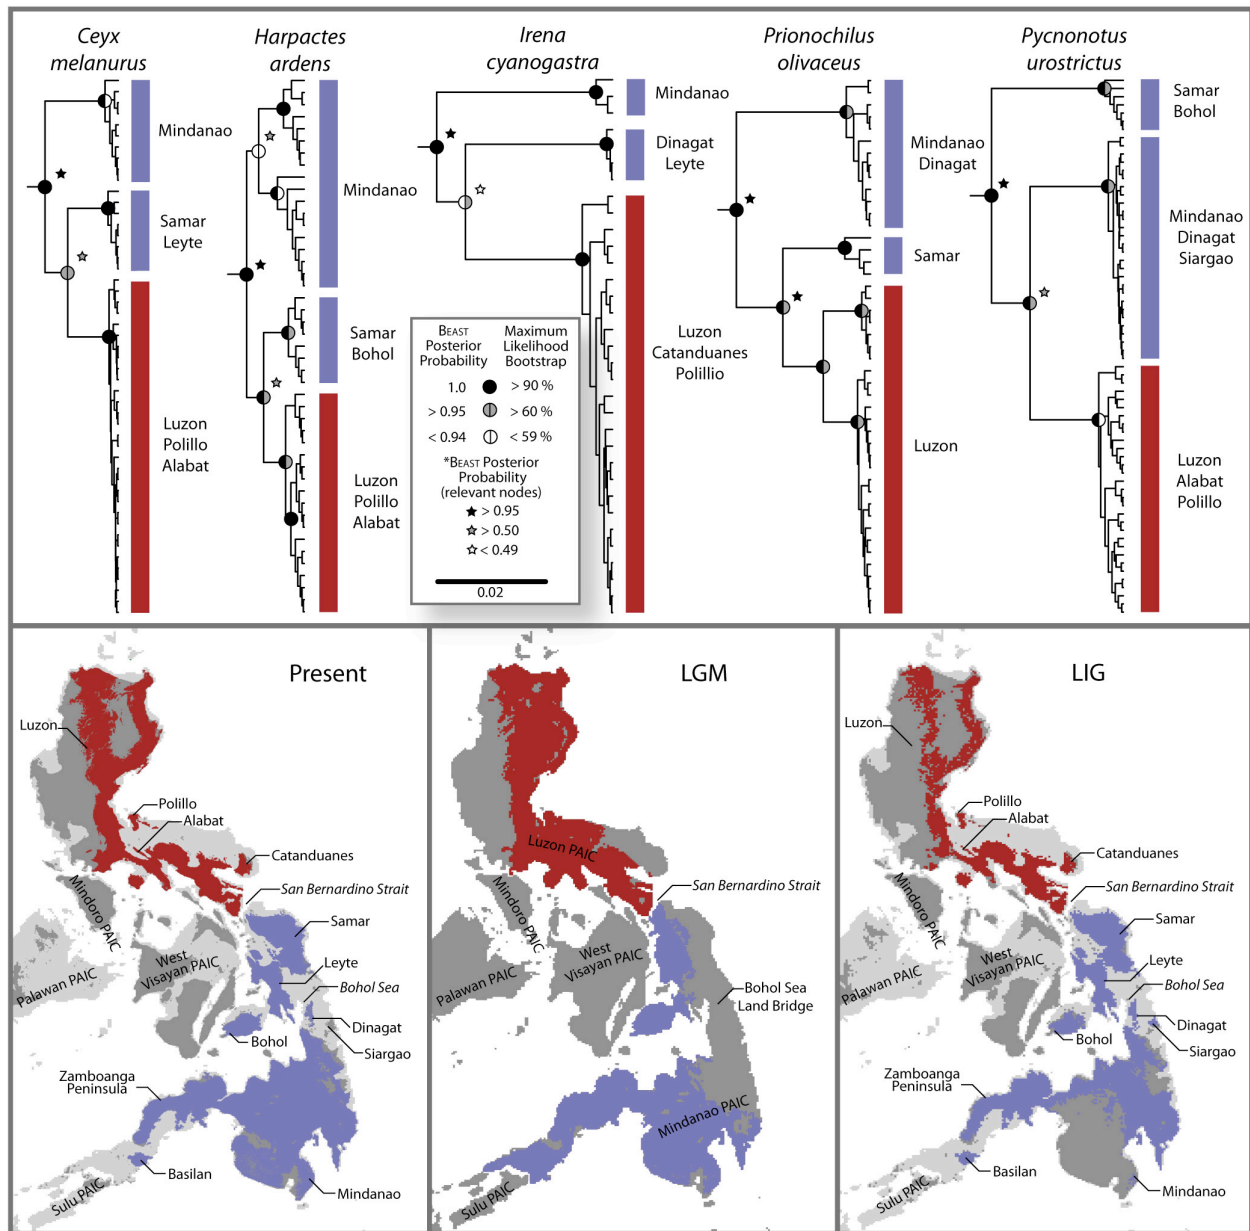 Ceyx
melanurus
Harpactes
ardens
Irena
cyanogastra
Prionochilus
olivaceus
Pycnonotus
urostrictus
Mindanao
Samar
Leyte
Luzon
Polillo
Alabat
Mindanao
Samar
Bohol
Luzon
Polillo
Alabat
Mindanao
Dinagat
Leyte
Luzon
Catanduanes
Polillio
Mindanao
Dinagat
Samar
Luzon
Samar
Bohol
Mindanao
Dinagat
Siargao
Luzon
Alabat
Polillo
BEAST
Posterior
Probability
Maximum
Likelihood
Bootstrap
1.0 > 90 %
> 0.95 > 60 %
< 0.94 < 59 %
*BEAST Posterior
Probability
(relevant nodes)
> 0.95
> 0.50
< 0.49
0.02
Present
Luzon
Polillo
Alabat
Catanduanes
San Bernardino Strait
Mindoro PAIC
Samar
West
Visayan PAIC
Palawan PAIC
Leyte
Bohol Sea
Dinagat
Siargao
Bohol
Zamboanga
Peninsula
Basilan
Sulu PAIC
Mindanao
LGM
Luzon PAIC
San Bernardino Strait
Mindoro PAIC
West
Visayan PAIC
Palawan PAIC
Bohol Sea
Land Bridge
Mindanao PAIC
Sulu PAIC
LIG
Luzon
Polillo
Alabat
Catanduanes
San Bernardino Strait
Mindoro PAIC
Samar
West
Visayan PAIC
Palawan PAIC
Leyte
Bohol Sea
Dinagat
Siargao
Bohol
Zamboanga
Peninsula
Basilan
Sulu PAIC
Mindanao